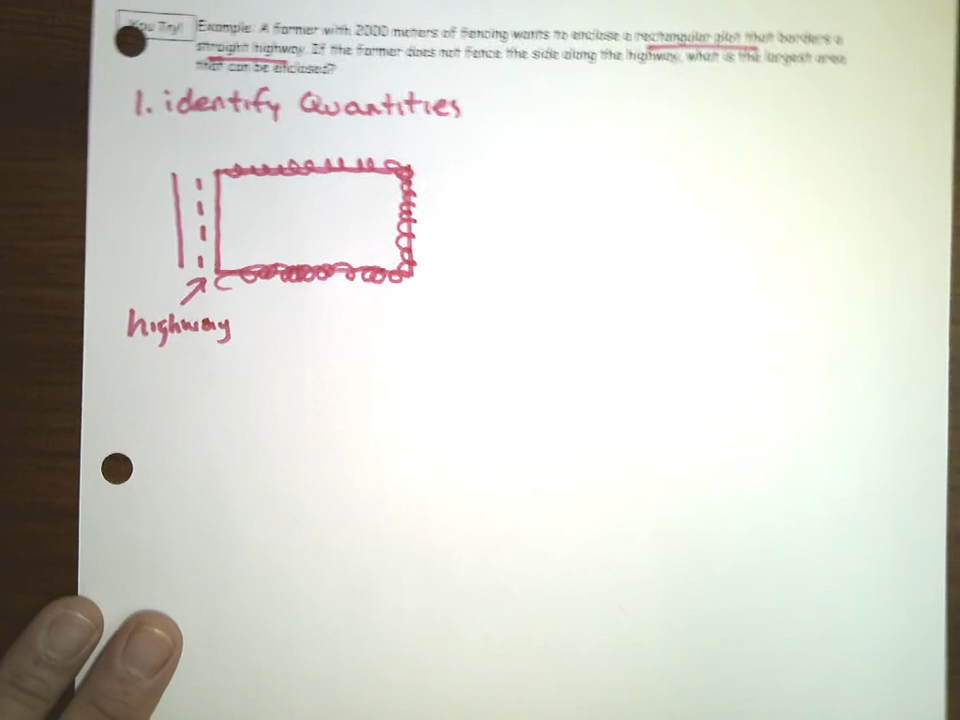 You Try! Example: A farmer with 2000 meters of fencing wants to enclose a rectangular plot that borders a
straight highway. If the farmer does not fence the side along the highway, what is the largest area
that can be enclosed?
1. identify Quantities
highway